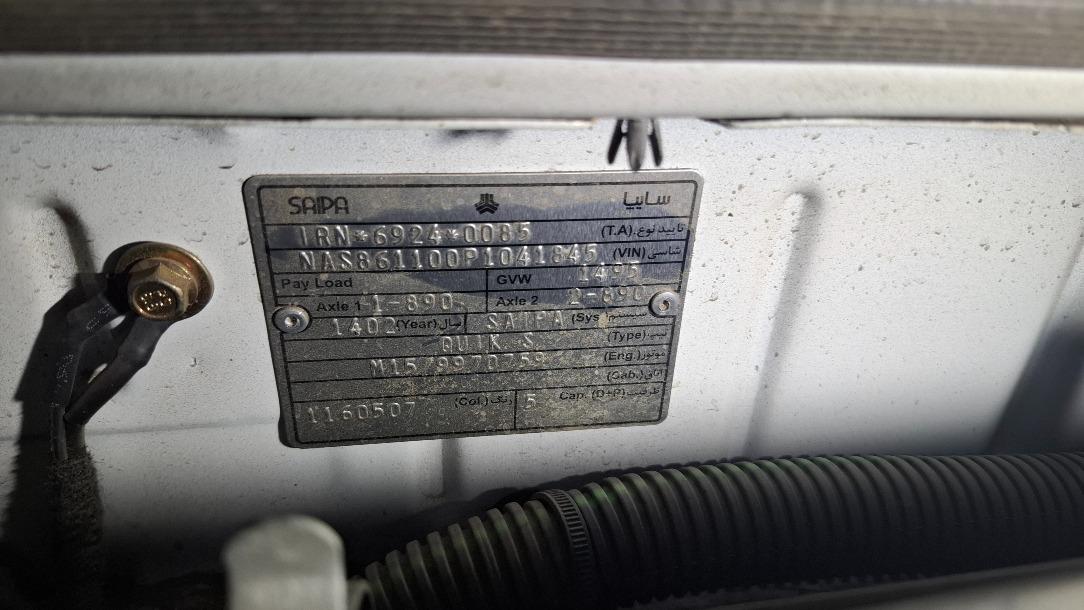 SAIPA سایپا
IRN*6924*0085 تایید نوع (T.A.)
NAS861100P1041845 شاسی (VIN)
Pay Load GVW 1495
Axle 1 1-890 Axle 2 2-890
1402 سال (Year) SAIPA سیستم (Sys)
QUIK S تیپ (Type)
M15/9970759 موتور (Eng.)
اتاق (Cab.)
1160507 رنگ (Col.) 5 ظرفیت Cap. (D+P)